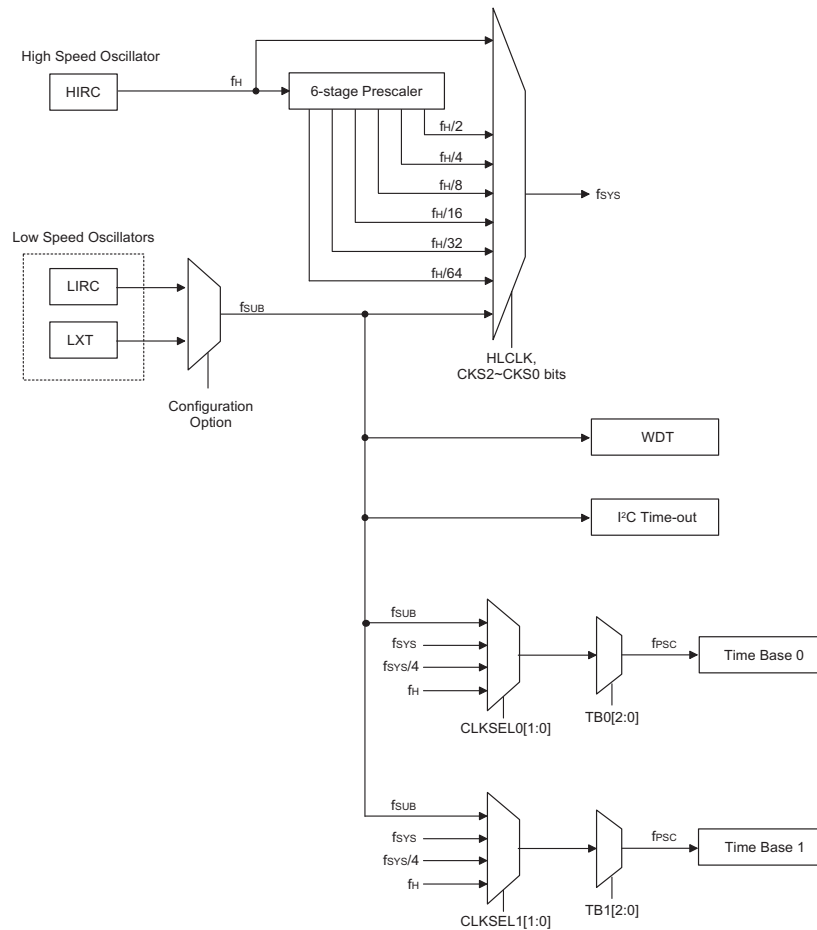 High Speed Oscillator
HIRC
fH
6-stage Prescaler
fH/2
fH/4
fH/8
fH/16
fH/32
fH/64
fSYS
Low Speed Oscillators
LIRC
LXT
fSUB
Configuration
Option
HLCLK,
CKS2~CKS0 bits
WDT
I²C Time-out
fSUB
fSYS
fSYS/4
fH
CLKSEL0[1:0]
TB0[2:0]
fPSC
Time Base 0
fSUB
fSYS
fSYS/4
fH
CLKSEL1[1:0]
TB1[2:0]
fPSC
Time Base 1